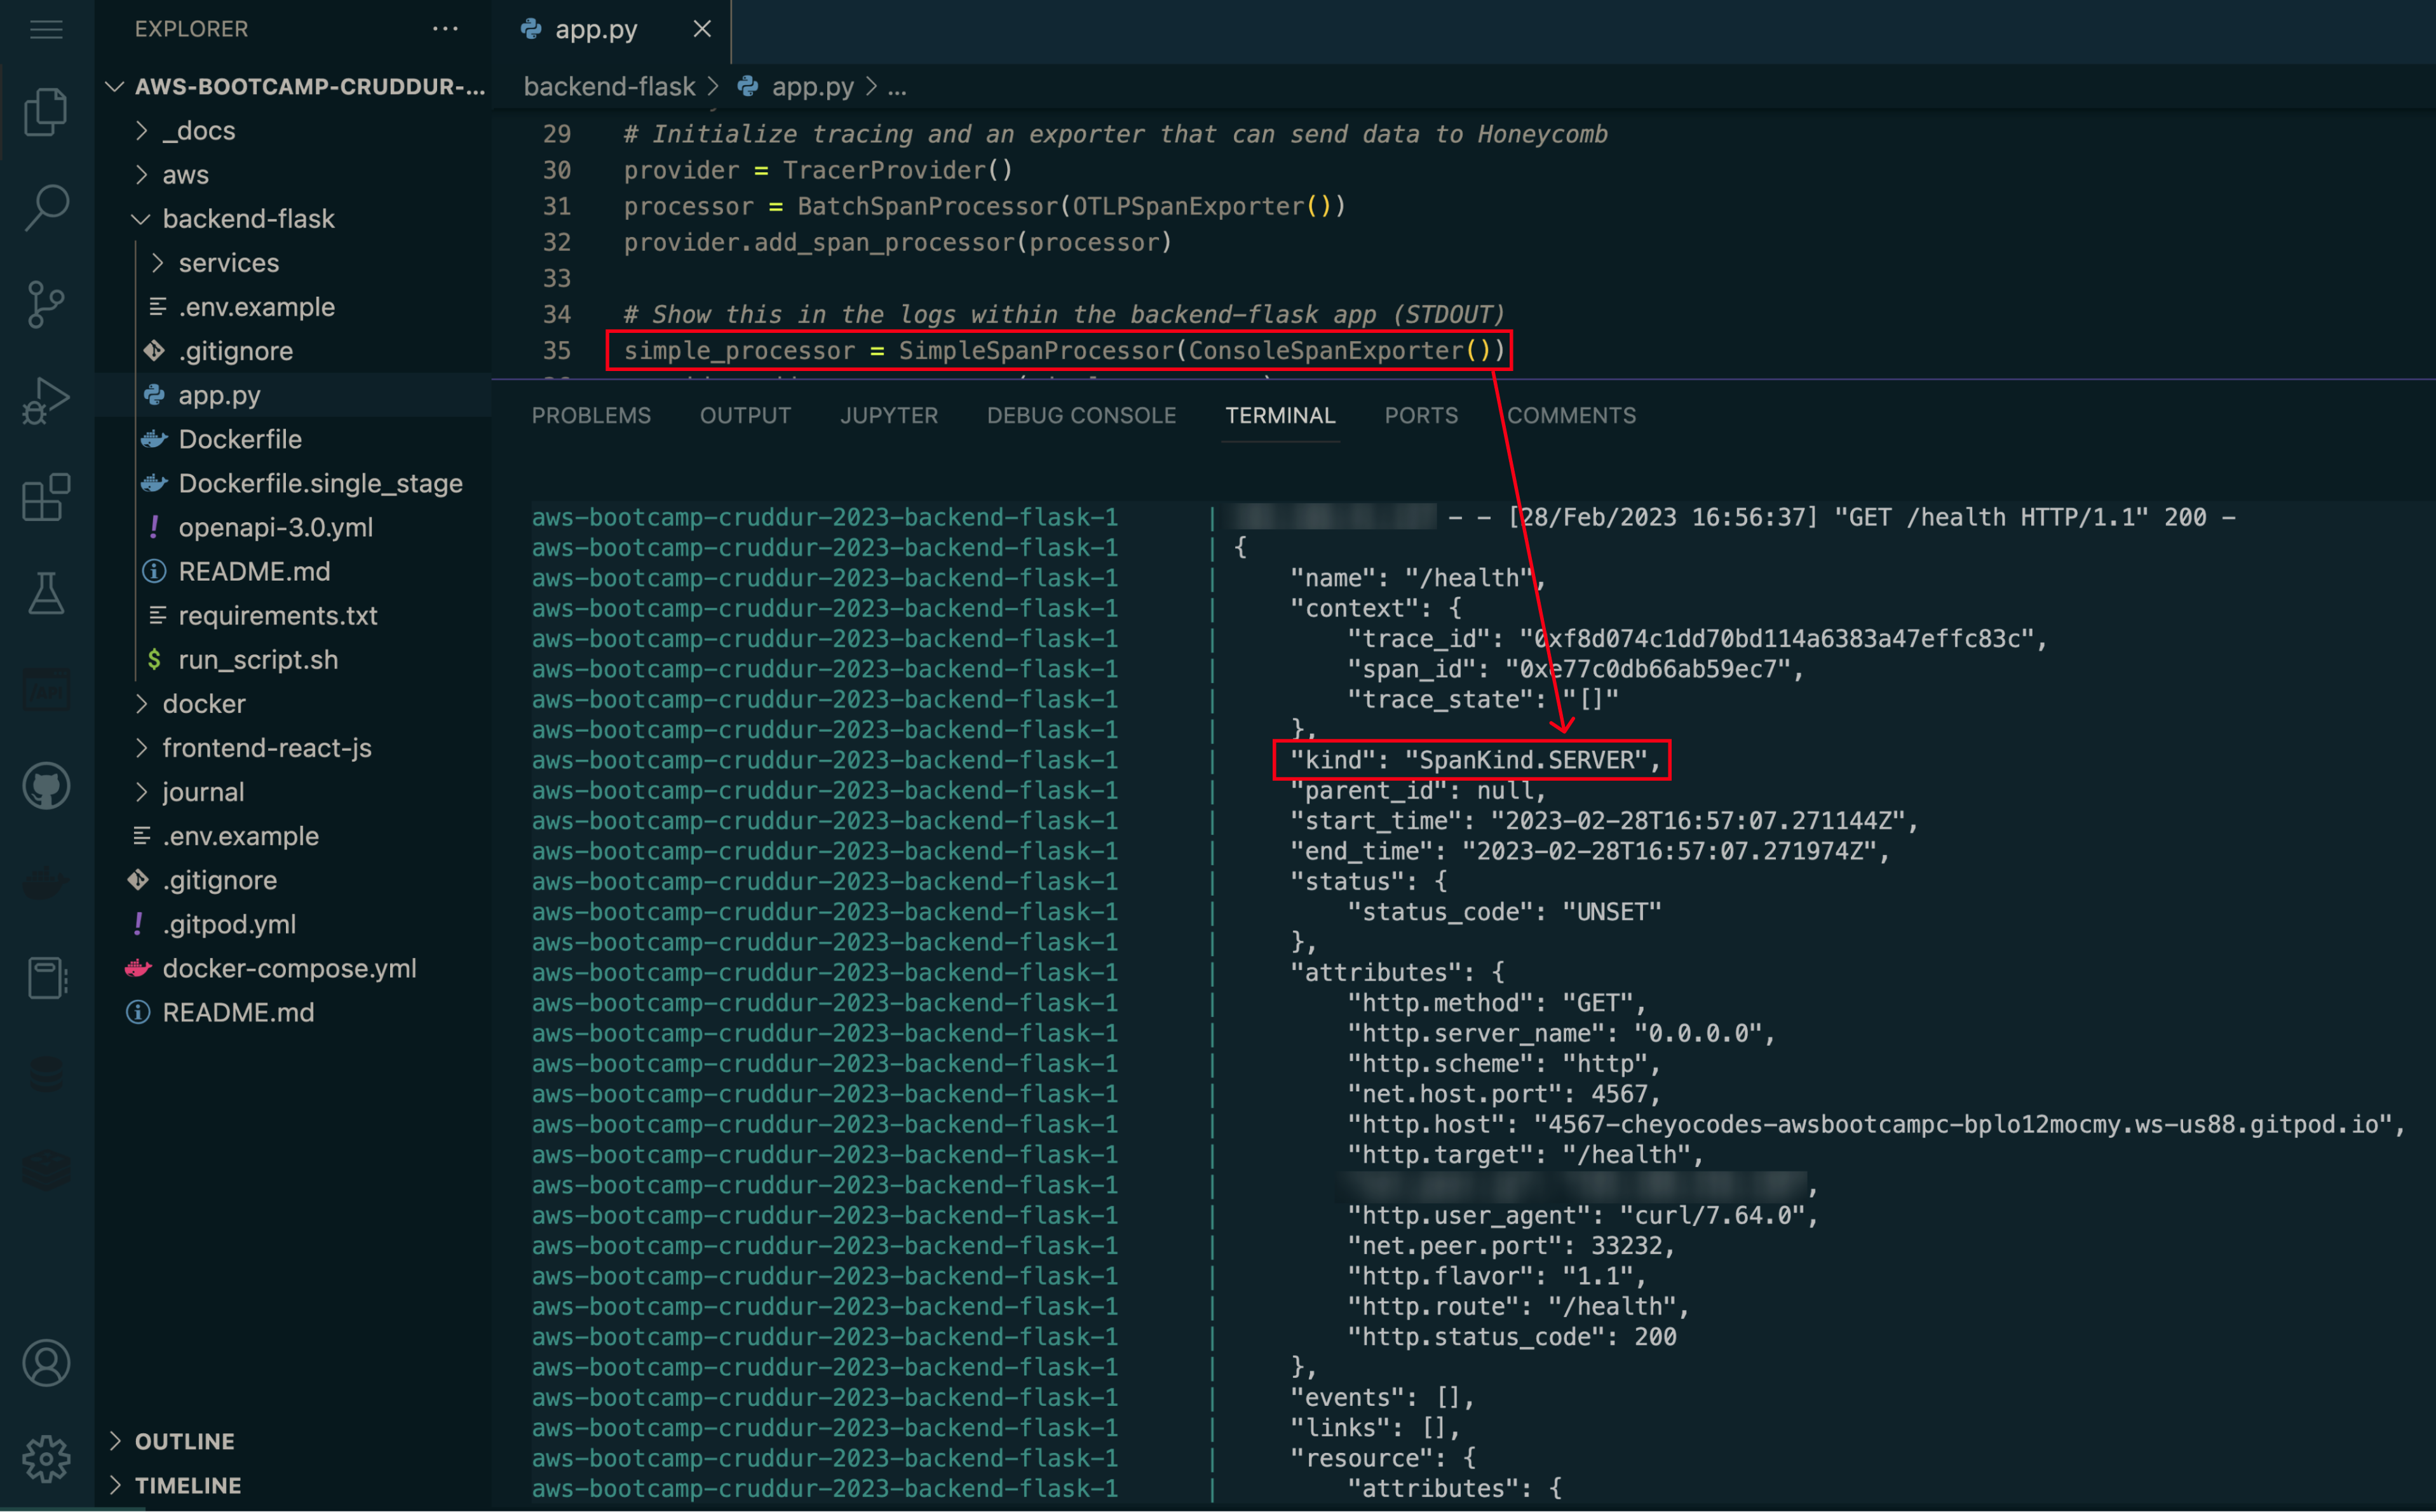 EXPLORER
AWS-BOOTCAMP-CRUDDUR-...
_docs
aws
backend-flask
services
.env.example
.gitignore
app.py
Dockerfile
Dockerfile.single_stage
openapi-3.0.yml
README.md
requirements.txt
run_script.sh
docker
frontend-react-js
journal
.env.example
.gitignore
.gitpod.yml
docker-compose.yml
README.md
OUTLINE
TIMELINE
app.py
backend-flask > app.py > ...
29 # Initialize tracing and an exporter that can send data to Honeycomb
30 provider = TracerProvider()
31 processor = BatchSpanProcessor(OTLPSpanExporter())
32 provider.add_span_processor(processor)
33
34 # Show this in the logs within the backend-flask app (STDOUT)
35 simple_processor = SimpleSpanProcessor(ConsoleSpanExporter())
PROBLEMS OUTPUT JUPYTER DEBUG CONSOLE TERMINAL PORTS COMMENTS
aws-bootcamp-cruddur-2023-backend-flask-1 | - - [28/Feb/2023 16:56:37] "GET /health HTTP/1.1" 200 -
aws-bootcamp-cruddur-2023-backend-flask-1 | {
aws-bootcamp-cruddur-2023-backend-flask-1 | "name": "/health",
aws-bootcamp-cruddur-2023-backend-flask-1 | "context": {
aws-bootcamp-cruddur-2023-backend-flask-1 | "trace_id": "0xf8d074c1dd70bd114a6383a47effc83c",
aws-bootcamp-cruddur-2023-backend-flask-1 | "span_id": "0xe77c0db66ab59ec7",
aws-bootcamp-cruddur-2023-backend-flask-1 | "trace_state": "[]"
aws-bootcamp-cruddur-2023-backend-flask-1 | },
aws-bootcamp-cruddur-2023-backend-flask-1 | "kind": "SpanKind.SERVER",
aws-bootcamp-cruddur-2023-backend-flask-1 | "parent_id": null,
aws-bootcamp-cruddur-2023-backend-flask-1 | "start_time": "2023-02-28T16:57:07.271144Z",
aws-bootcamp-cruddur-2023-backend-flask-1 | "end_time": "2023-02-28T16:57:07.271974Z",
aws-bootcamp-cruddur-2023-backend-flask-1 | "status": {
aws-bootcamp-cruddur-2023-backend-flask-1 | "status_code": "UNSET"
aws-bootcamp-cruddur-2023-backend-flask-1 | },
aws-bootcamp-cruddur-2023-backend-flask-1 | "attributes": {
aws-bootcamp-cruddur-2023-backend-flask-1 | "http.method": "GET",
aws-bootcamp-cruddur-2023-backend-flask-1 | "http.server_name": "0.0.0.0",
aws-bootcamp-cruddur-2023-backend-flask-1 | "http.scheme": "http",
aws-bootcamp-cruddur-2023-backend-flask-1 | "net.host.port": 4567,
aws-bootcamp-cruddur-2023-backend-flask-1 | "http.host": "4567-cheyocodes-awsbootcampc-bplo12mocmy.ws-us88.gitpod.io",
aws-bootcamp-cruddur-2023-backend-flask-1 | "http.target": "/health",
aws-bootcamp-cruddur-2023-backend-flask-1 | ,
aws-bootcamp-cruddur-2023-backend-flask-1 | "http.user_agent": "curl/7.64.0",
aws-bootcamp-cruddur-2023-backend-flask-1 | "net.peer.port": 33232,
aws-bootcamp-cruddur-2023-backend-flask-1 | "http.flavor": "1.1",
aws-bootcamp-cruddur-2023-backend-flask-1 | "http.route": "/health",
aws-bootcamp-cruddur-2023-backend-flask-1 | "http.status_code": 200
aws-bootcamp-cruddur-2023-backend-flask-1 | },
aws-bootcamp-cruddur-2023-backend-flask-1 | "events": [],
aws-bootcamp-cruddur-2023-backend-flask-1 | "links": [],
aws-bootcamp-cruddur-2023-backend-flask-1 | "resource": {
aws-bootcamp-cruddur-2023-backend-flask-1 | "attributes": {